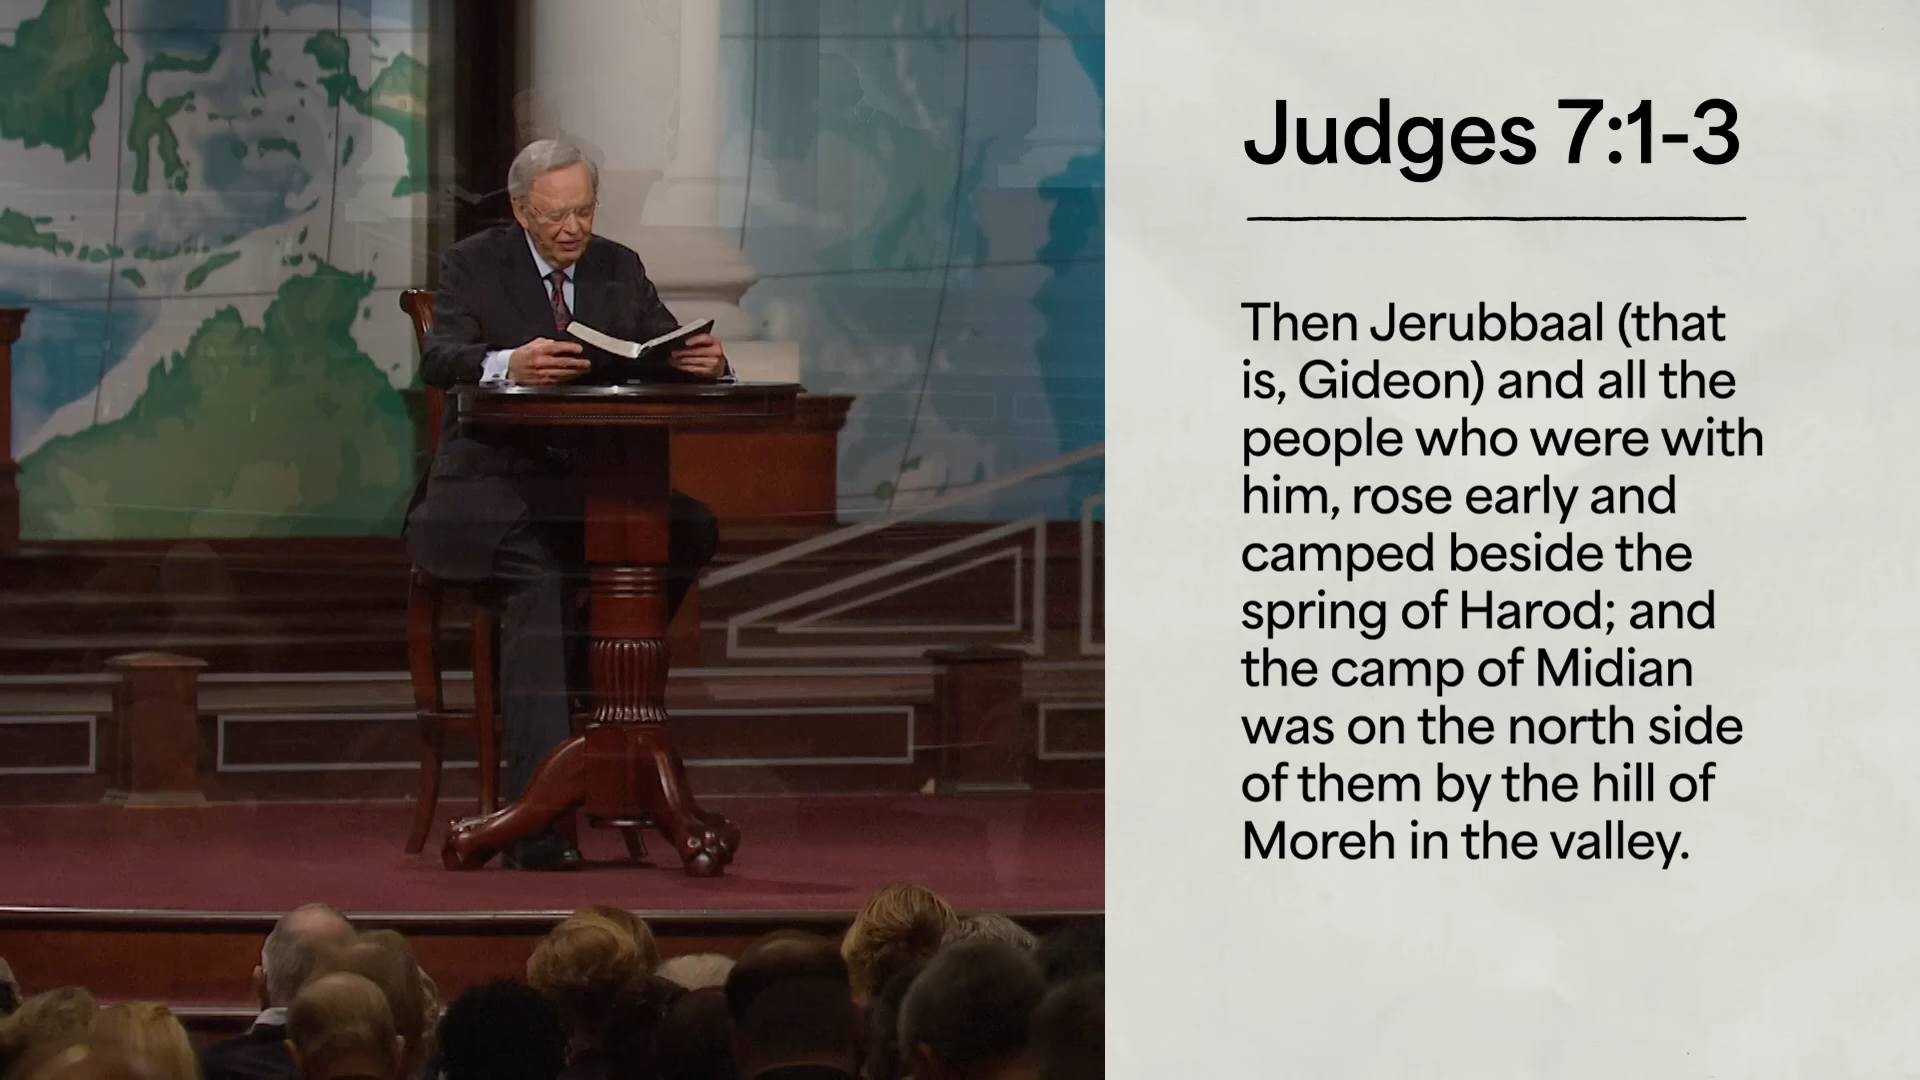 Judges 7:1-3
Then Jerubbaal (that
is, Gideon) and all the
people who were with
him, rose early and
camped beside the
spring of Harod; and
the camp of Midian
was on the north side
of them by the hill of
Moreh in the valley.